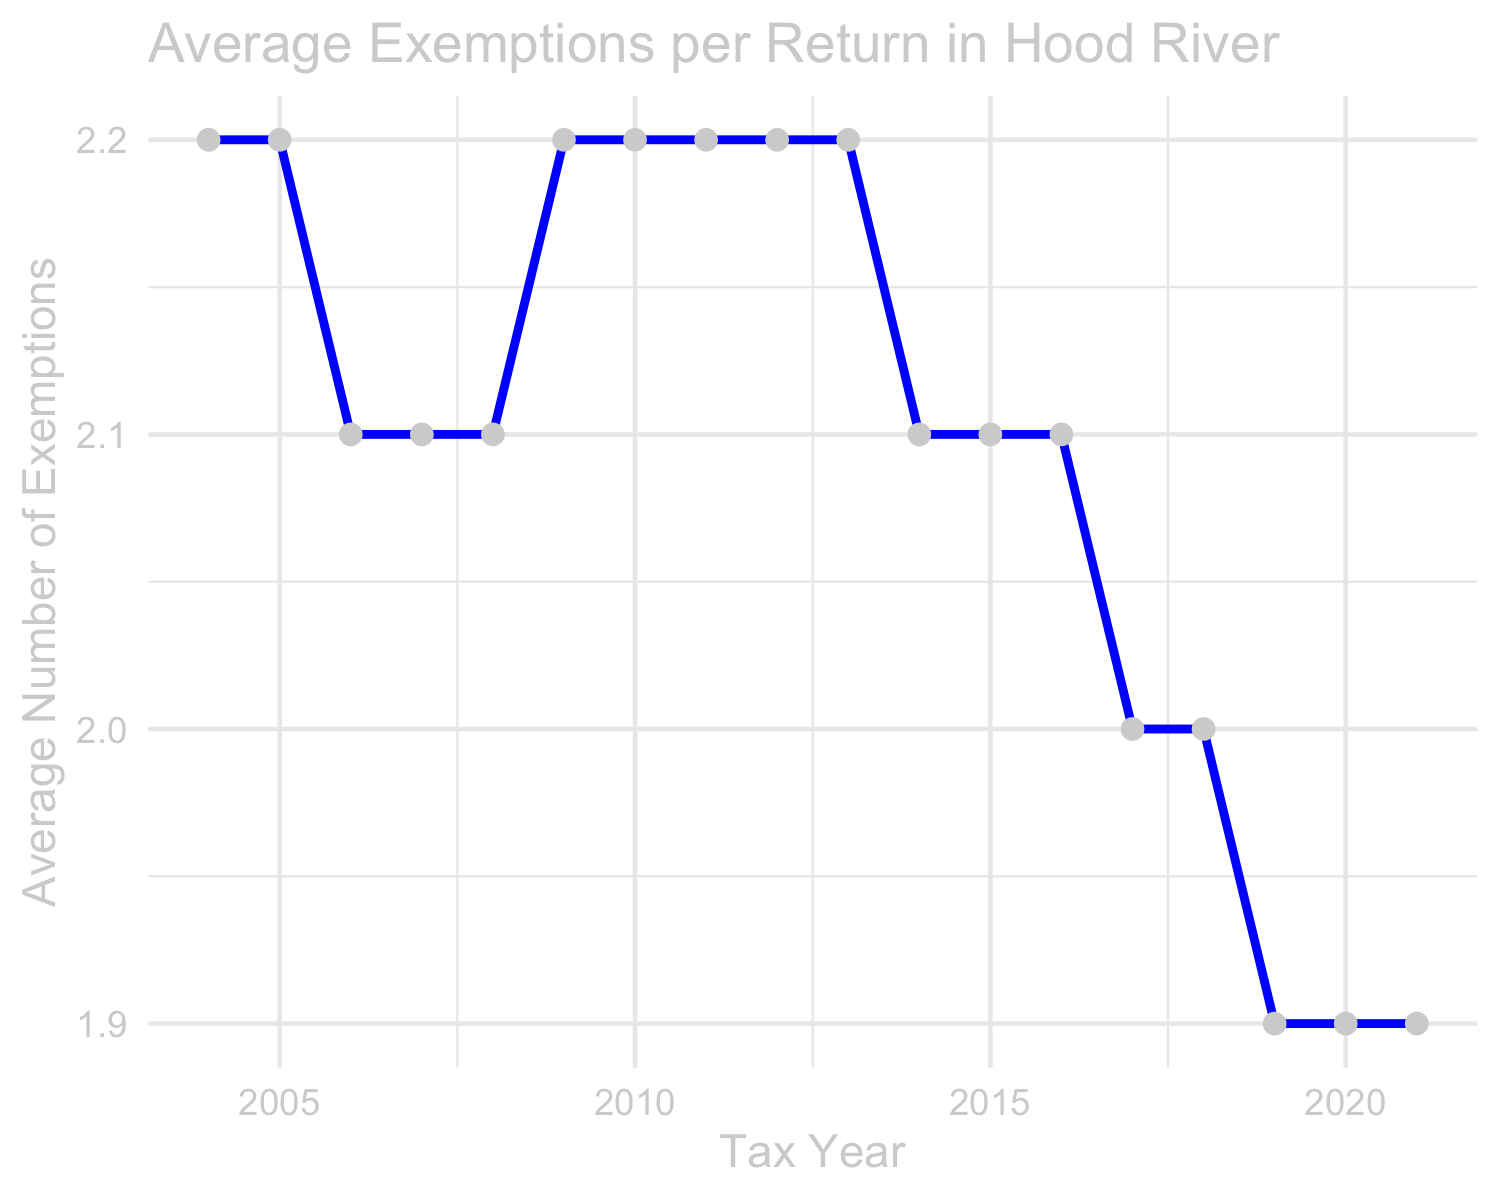 Average Exemptions per Return in Hood River
Average Number of Exemptions
2.2
2.1
2.0
1.9
2005 2010 2015 2020
Tax Year